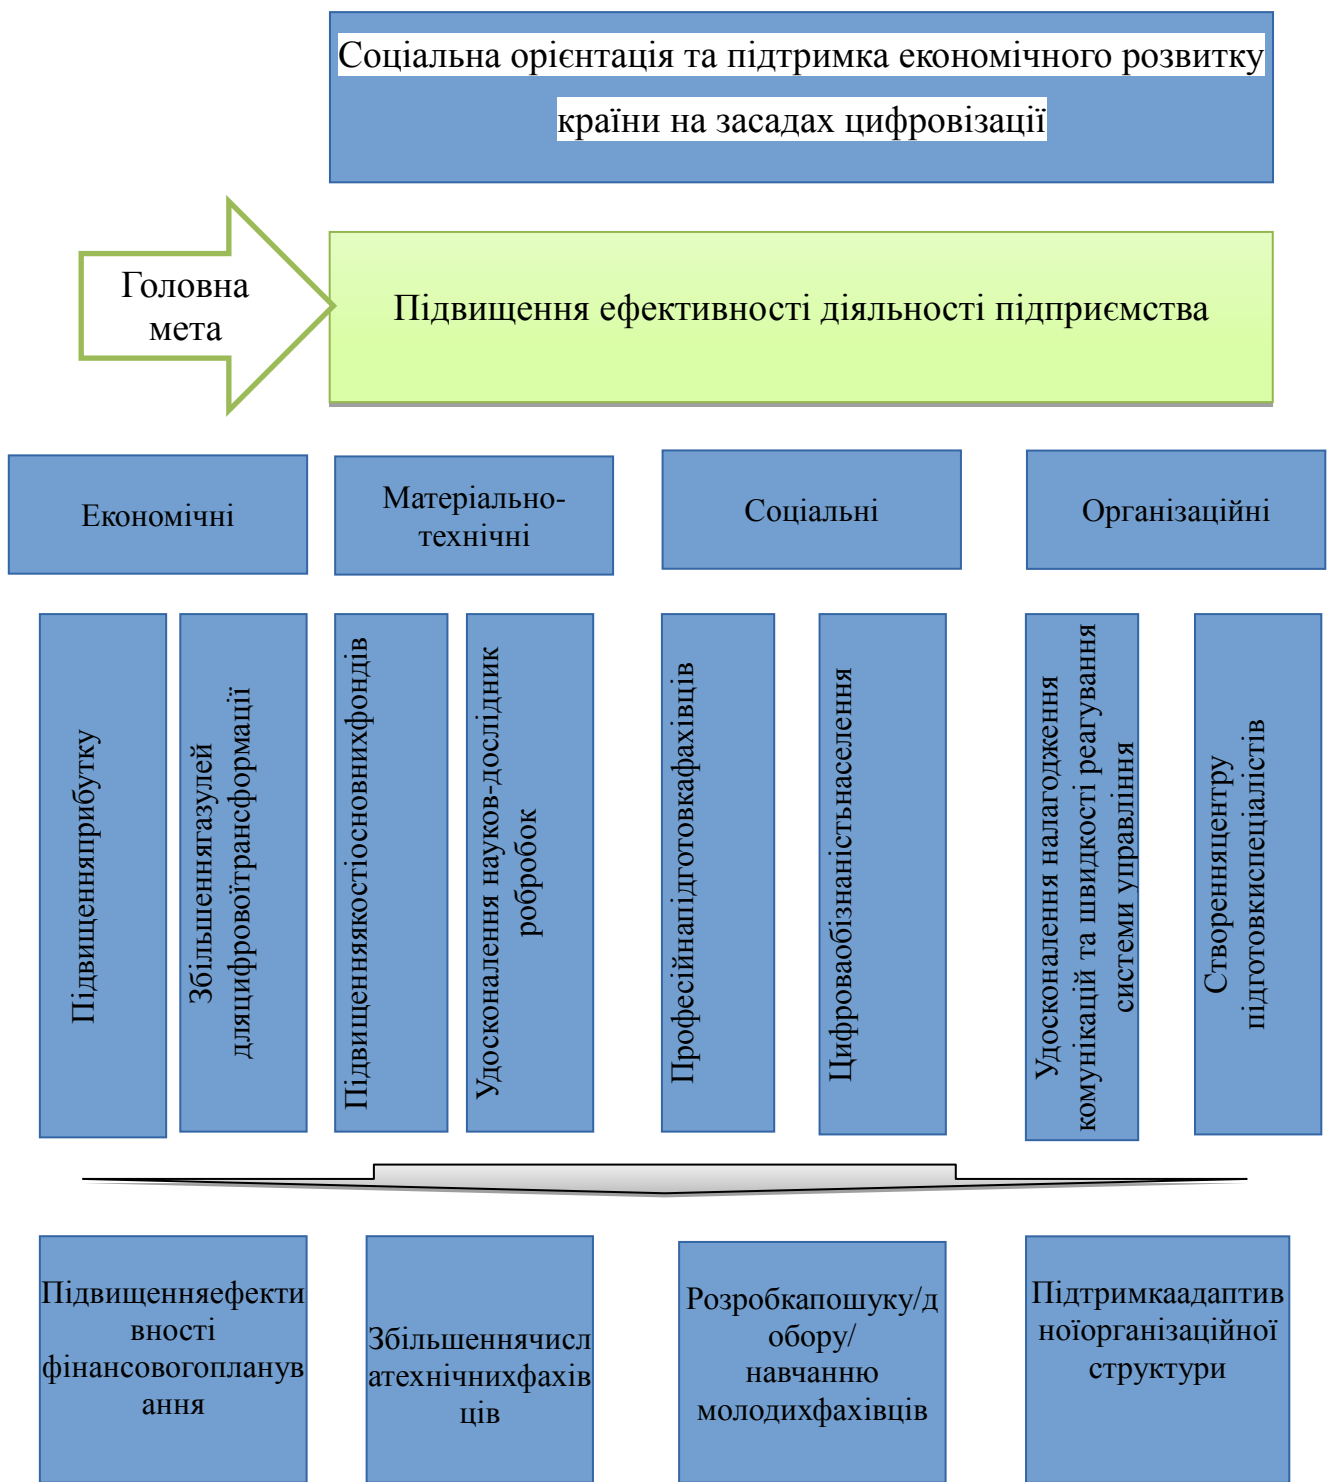 Соціальна орієнтація та підтримка економічного розвитку
країни на засадах цифровізації
Головна
мета
Підвищення ефективності діяльності підприємства
Економічні
Матеріально-
технічні
Соціальні
Організаційні
Підвищенняприбутку
Збільшеннягазулей
дляцифровоїтрансформації
Підвищенняякостіосновнихфондів
Удосконалення науков-дослідник
робробок
Професійнапідготовкафахівців
Цифроваобізнаністьнаселення
Удосконалення налагодження
комунікацій та швидкості реагування
системи управління
Створенняцентру
підготовкиспеціалістів
Підвищенняефекти
вності
фінансовогопланув
ання
Збільшеннячисл
атехнічнихфахів
ців
Розробкапошуку/д
обору/
навчанню
молодихфахівців
Підтримкаадаптив
ноїорганізаційної
структури